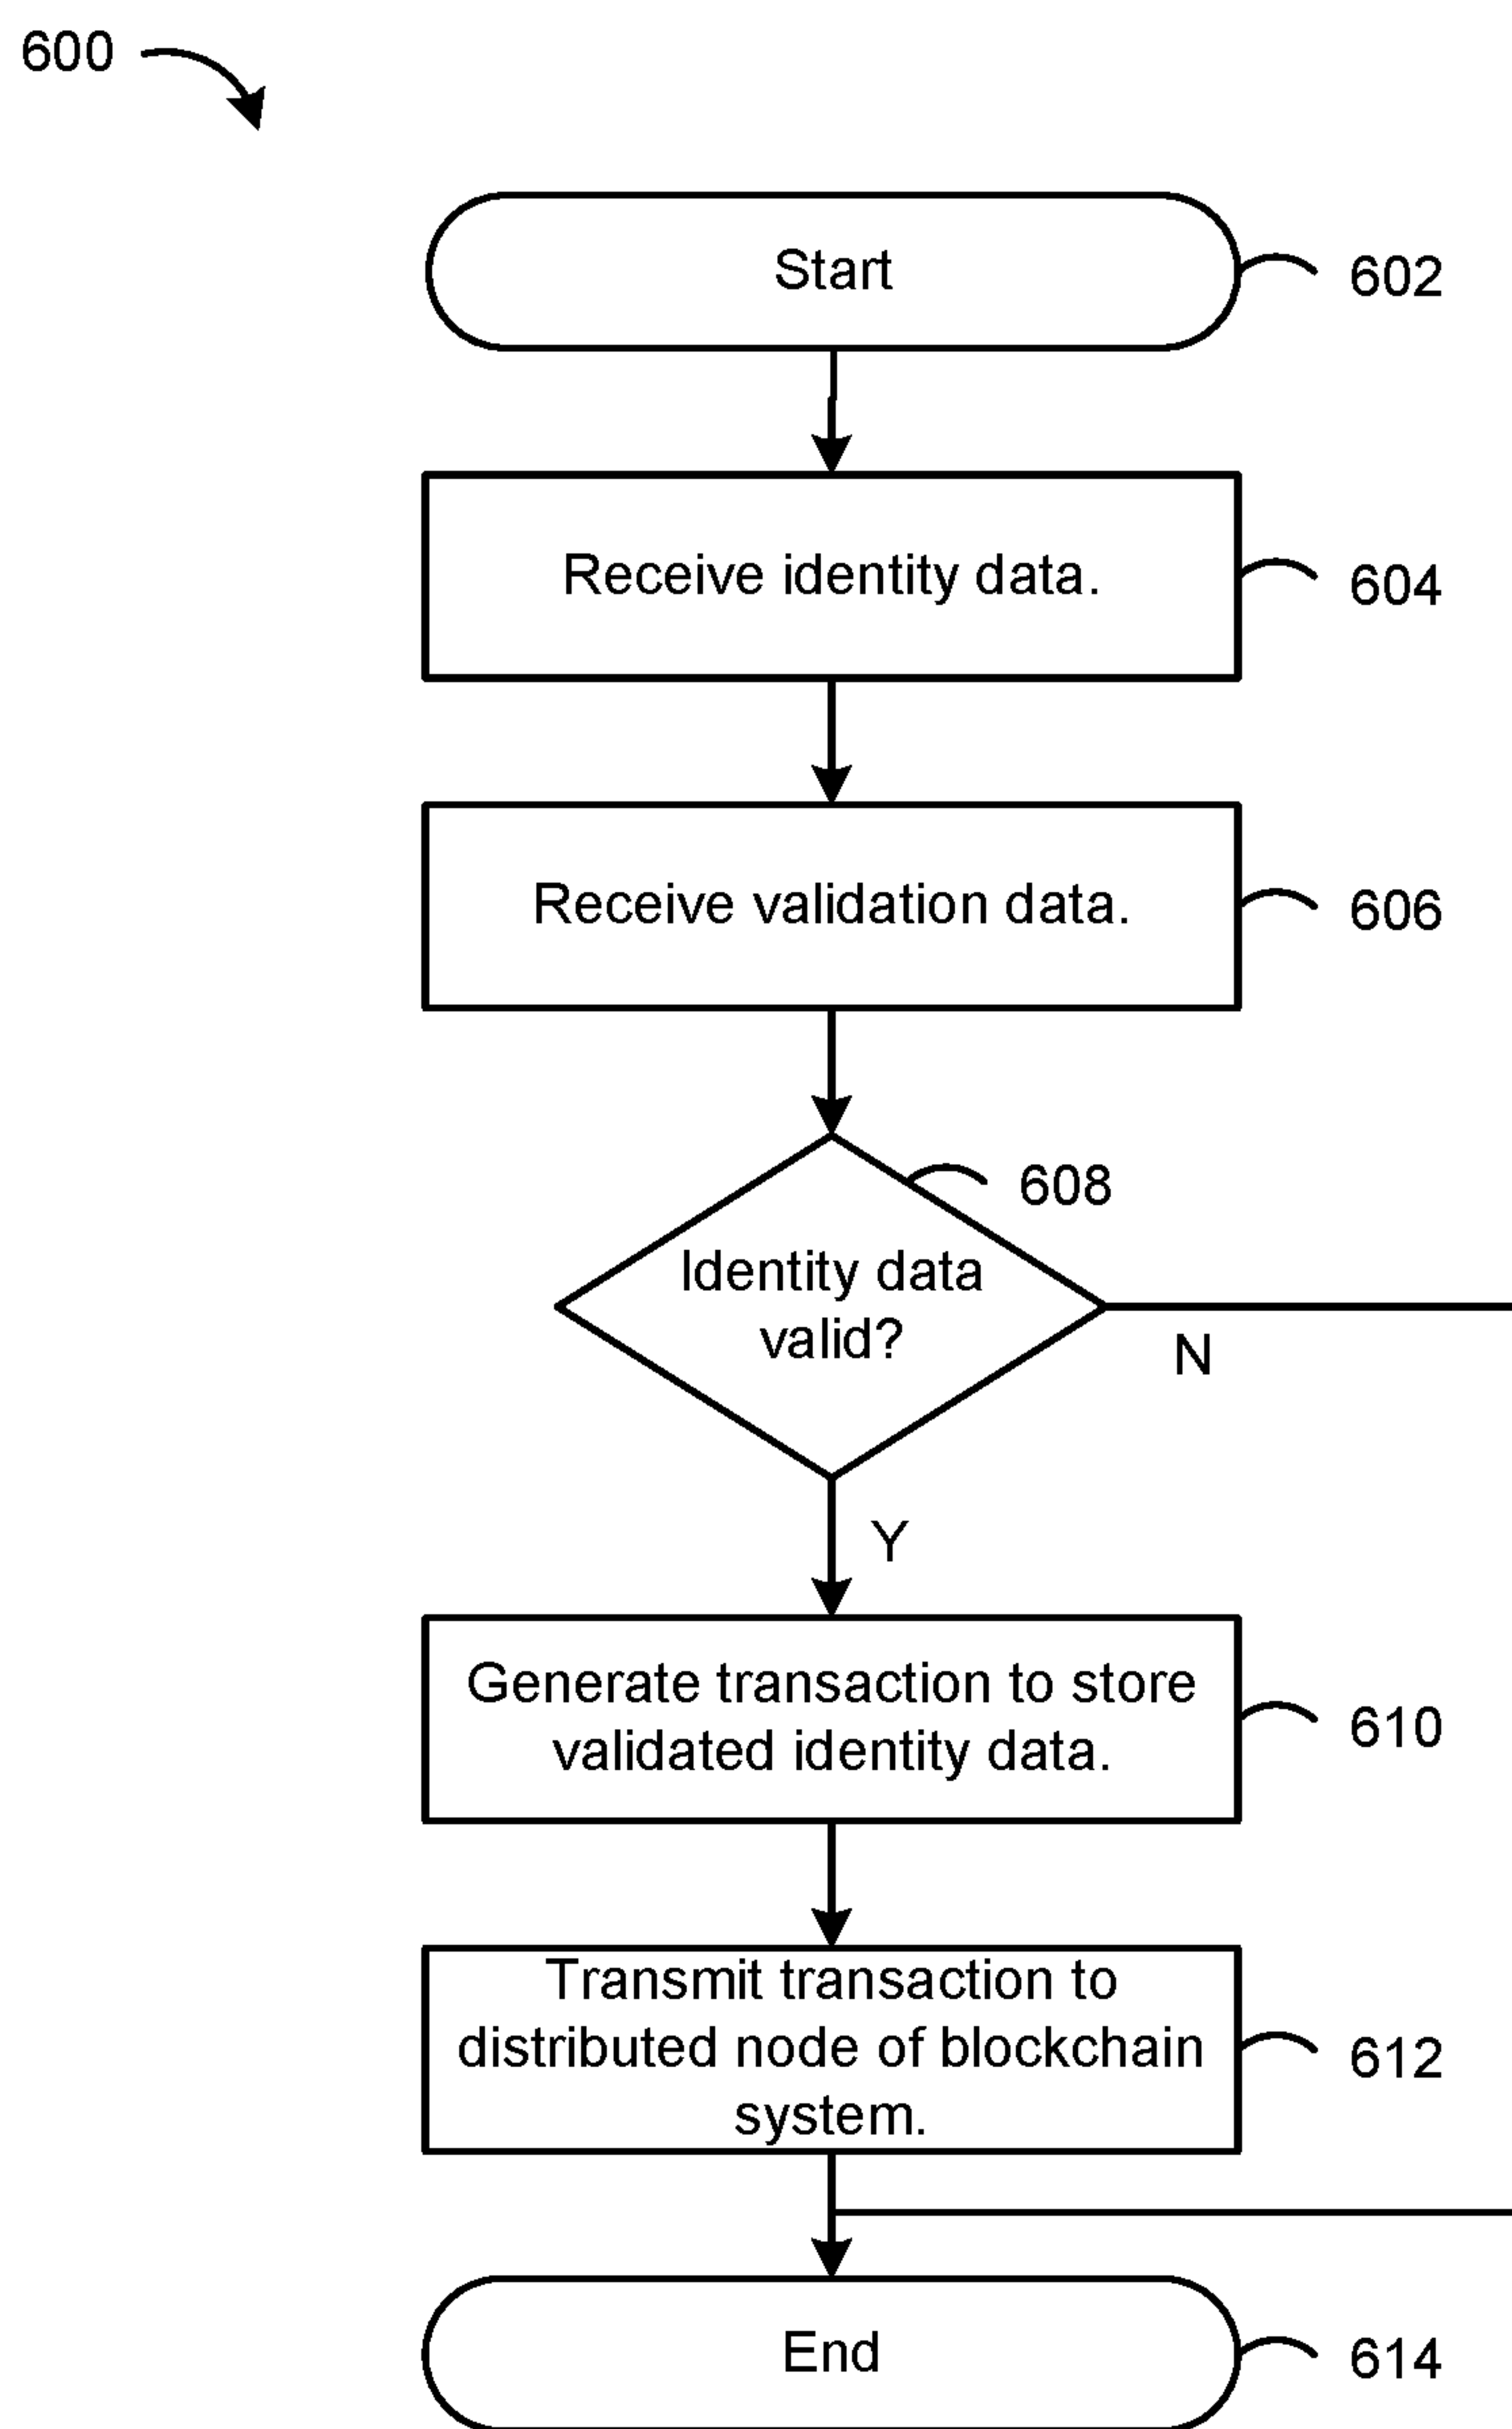 600
Start
602
Receive identity data.
604
Receive validation data.
606
608
Identity data
valid?
N
Y
Generate transaction to store
validated identity data.
610
Transmit transaction to
distributed node of blockchain
system.
612
End
614